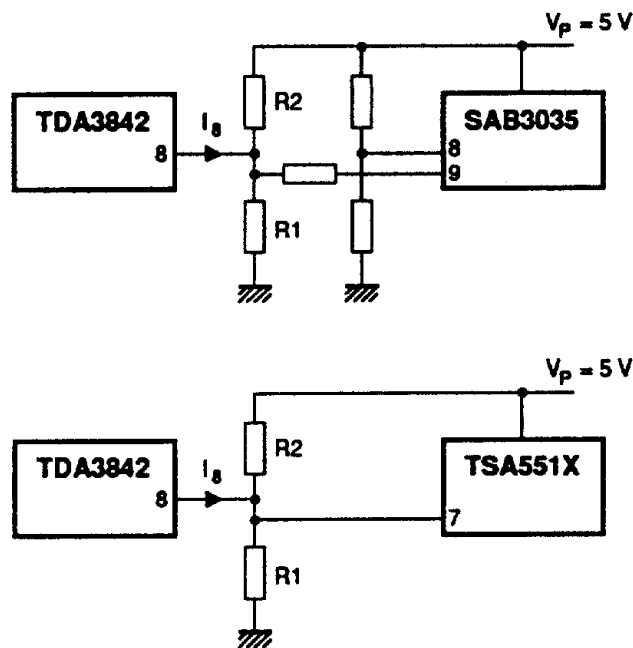 V_P = 5 V
R2
TDA3842
I_8
SAB3035
8
8
9
R1
V_P = 5 V
R2
TDA3842
I_8
TSA551X
8
7
R1